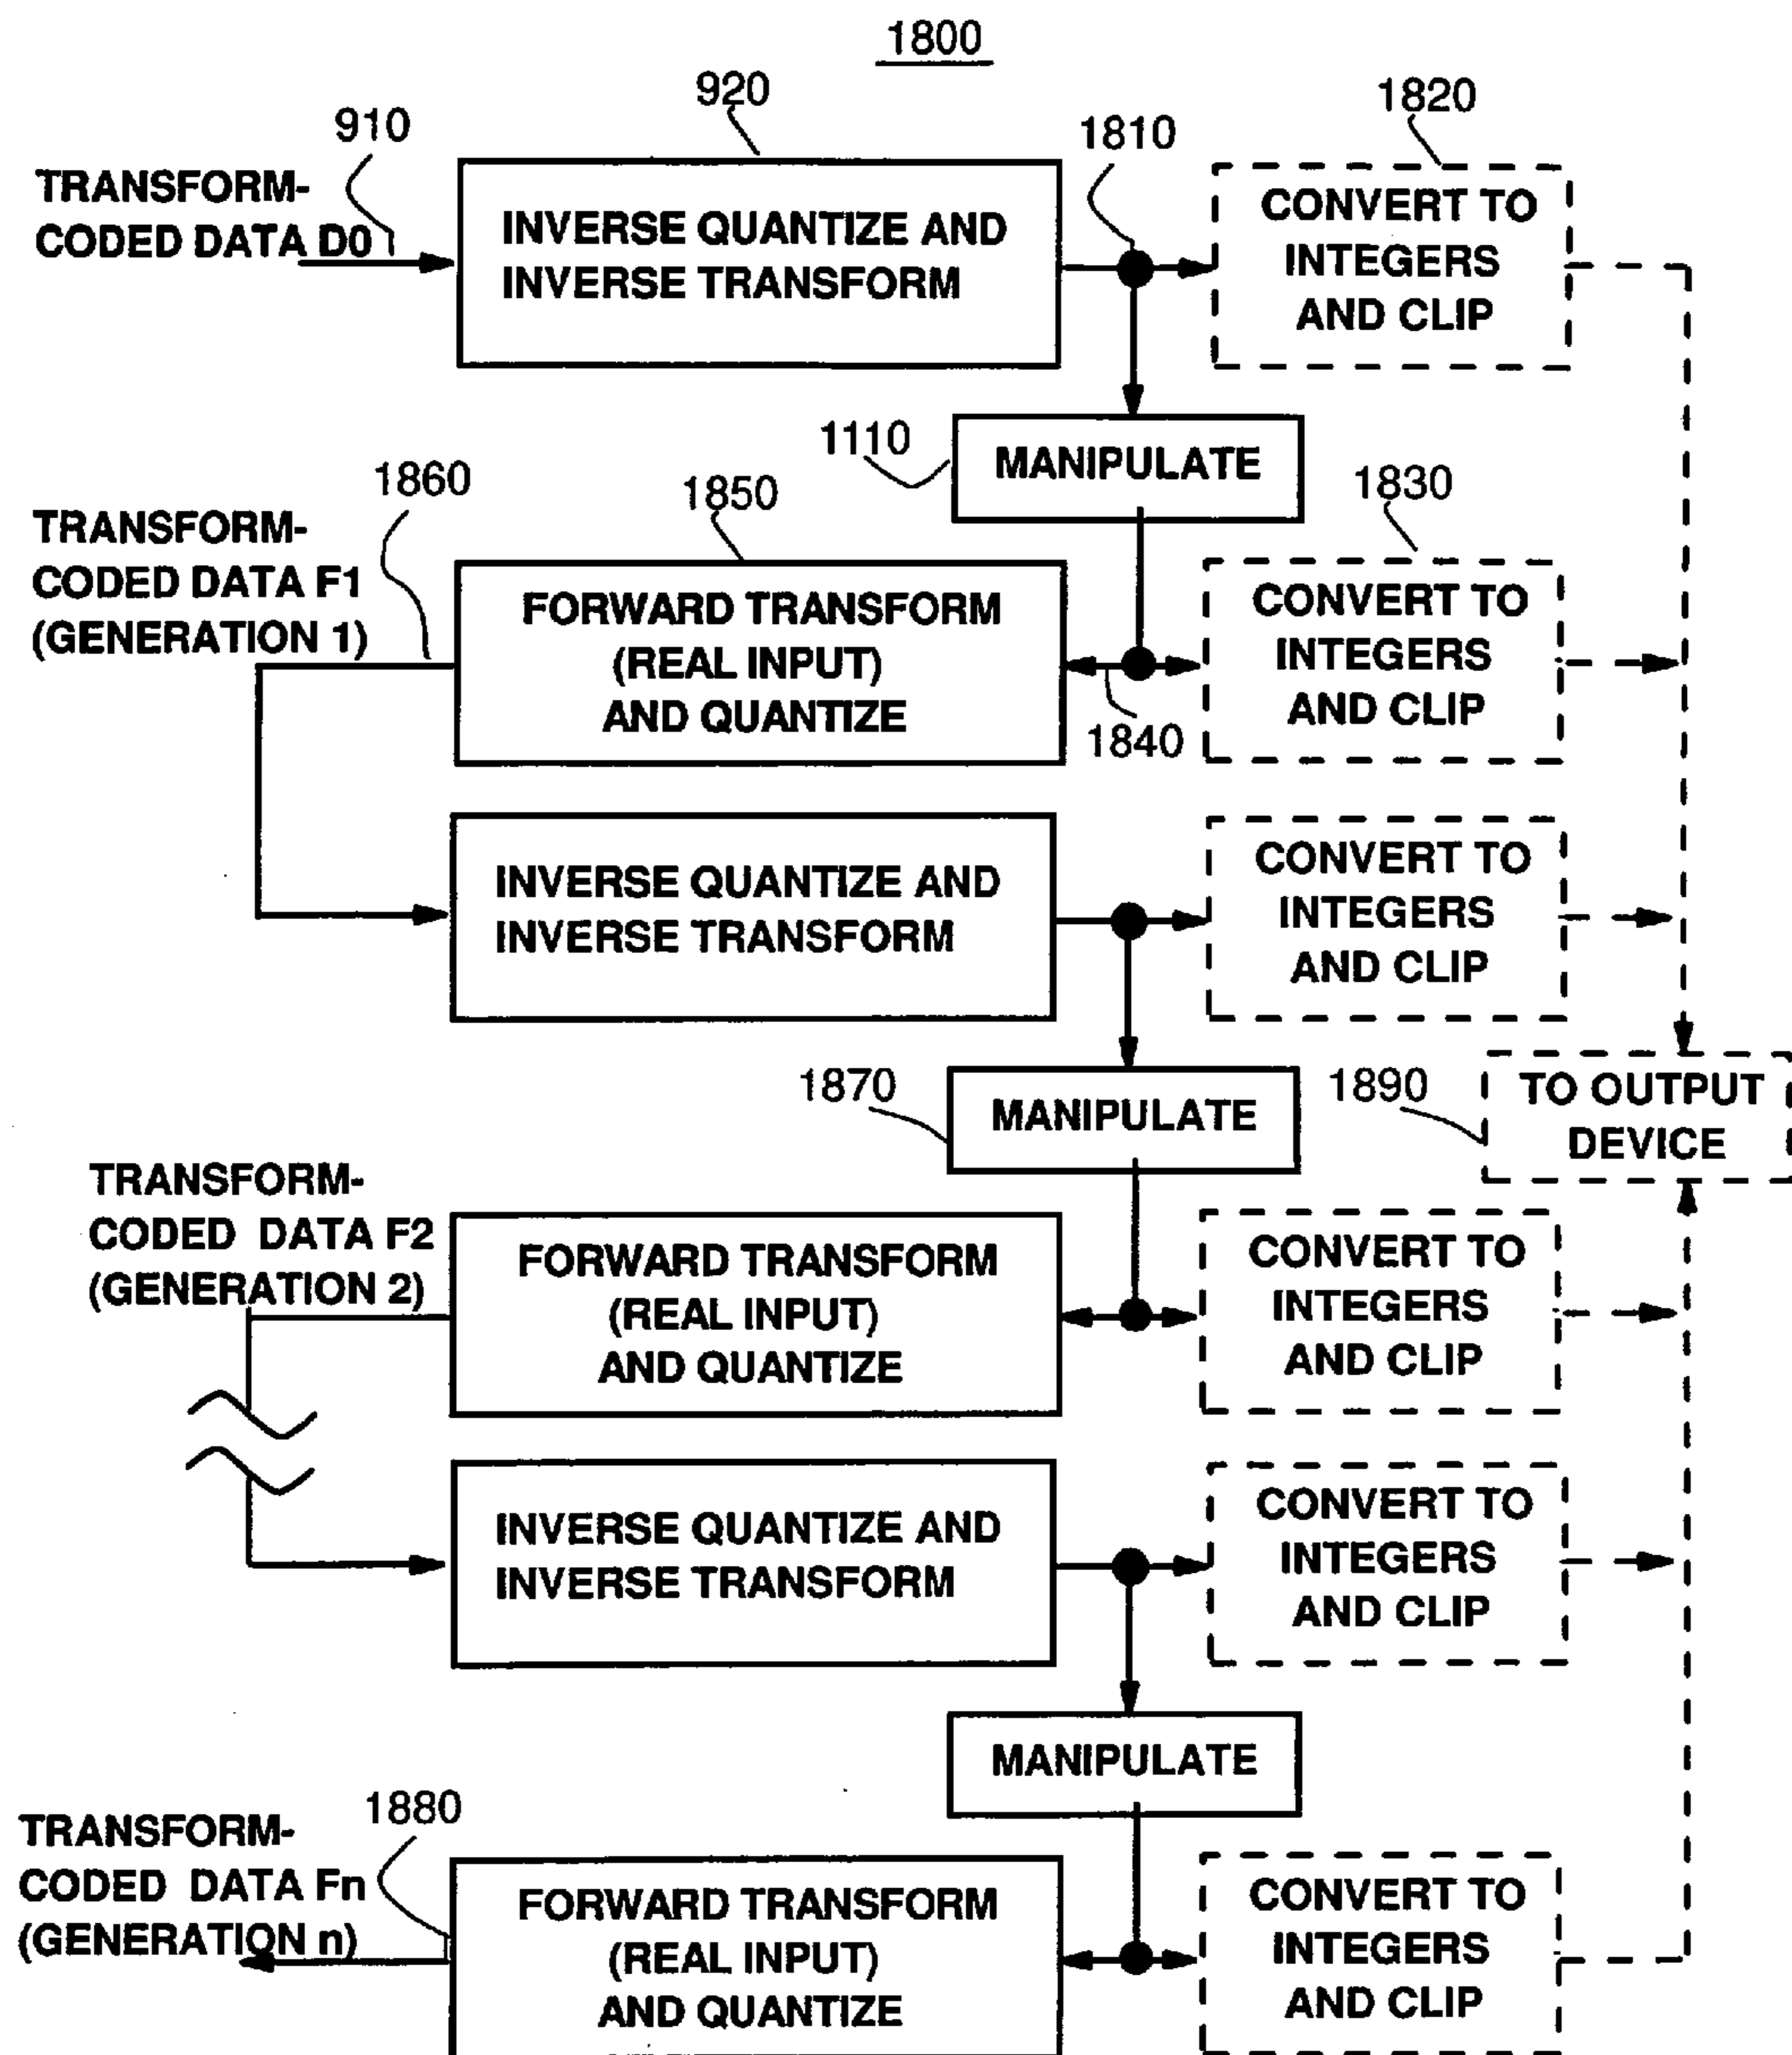 1800
910
920
1810
1820
TRANSFORM-
CODED DATA D0
INVERSE QUANTIZE AND
INVERSE TRANSFORM
CONVERT TO
INTEGERS
AND CLIP
1110
MANIPULATE
1860
1850
1830
TRANSFORM-
CODED DATA F1
(GENERATION 1)
FORWARD TRANSFORM
(REAL INPUT)
AND QUANTIZE
1840
CONVERT TO
INTEGERS
AND CLIP
INVERSE QUANTIZE AND
INVERSE TRANSFORM
CONVERT TO
INTEGERS
AND CLIP
1870
MANIPULATE
1890
TO OUTPUT
DEVICE
TRANSFORM-
CODED DATA F2
(GENERATION 2)
FORWARD TRANSFORM
(REAL INPUT)
AND QUANTIZE
CONVERT TO
INTEGERS
AND CLIP
INVERSE QUANTIZE AND
INVERSE TRANSFORM
CONVERT TO
INTEGERS
AND CLIP
MANIPULATE
1880
TRANSFORM-
CODED DATA Fn
(GENERATION n)
FORWARD TRANSFORM
(REAL INPUT)
AND QUANTIZE
CONVERT TO
INTEGERS
AND CLIP